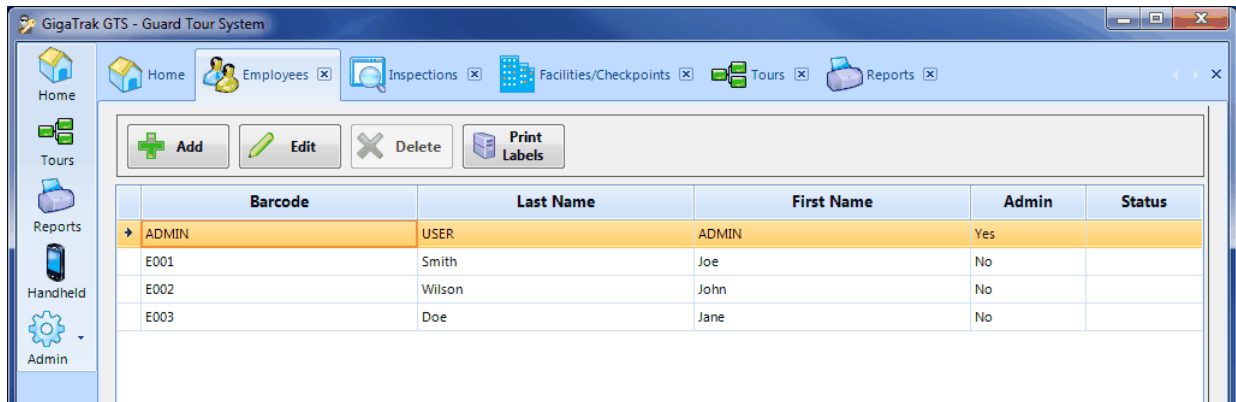 GigaTrak GTS - Guard Tour System
Home
Tours
Reports
Handheld
Admin
Home Employees Inspections Facilities/Checkpoints Tours Reports
Add Edit Delete Print
Labels
Barcode Last Name First Name Admin Status
ADMIN USER ADMIN Yes
E001 Smith Joe No
E002 Wilson John No
E003 Doe Jane No